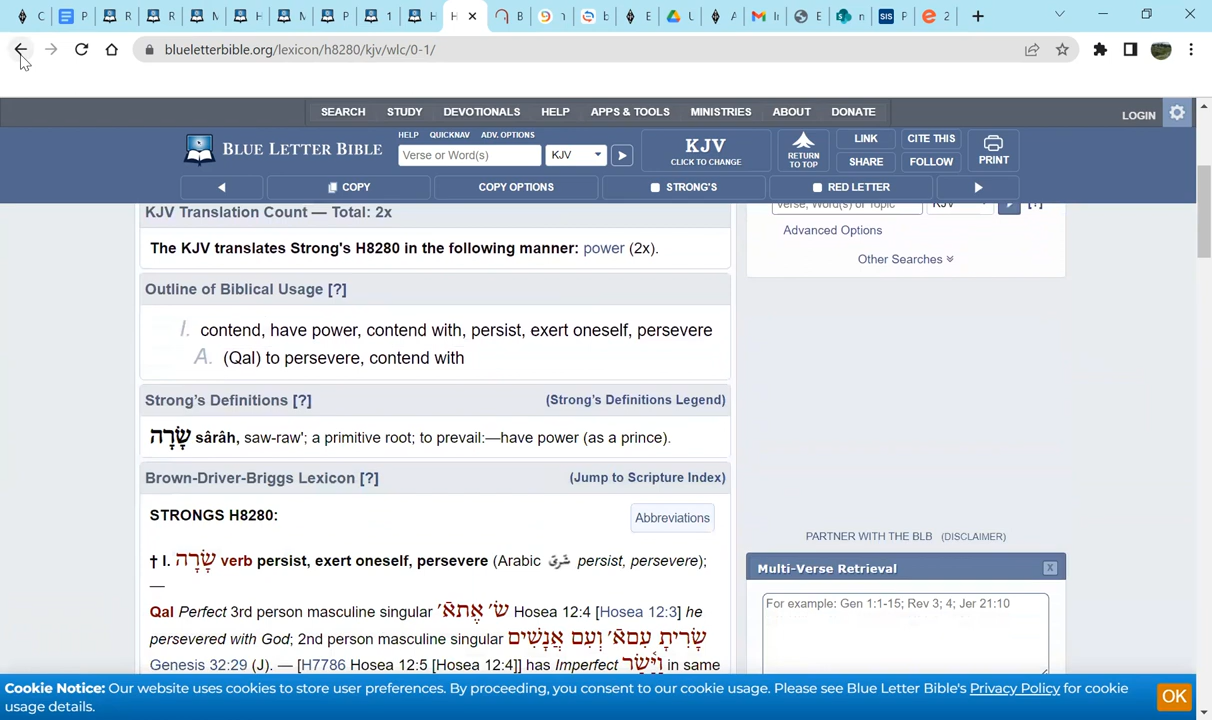 blueletterbible.org/lexicon/h8280/kjv/wlc/0-1/
SEARCH STUDY DEVOTIONALS HELP APPS & TOOLS MINISTRIES ABOUT DONATE LOGIN
BLUE LETTER BIBLE
HELP QUICKNAV ADV. OPTIONS
Verse or Word(s) KJV
KJV
CLICK TO CHANGE
RETURN
TO TOP
LINK CITE THIS
SHARE FOLLOW
PRINT
COPY COPY OPTIONS STRONG'S RED LETTER
KJV Translation Count — Total: 2x
The KJV translates Strong's H8280 in the following manner: power (2x).
Outline of Biblical Usage [?]
I. contend, have power, contend with, persist, exert oneself, persevere
A. (Qal) to persevere, contend with
Strong's Definitions [?] (Strong's Definitions Legend)
שָׂרָה sârâh, saw-raw'; a primitive root; to prevail:—have power (as a prince).
Brown-Driver-Briggs Lexicon [?] (Jump to Scripture Index)
STRONGS H8280: Abbreviations
† I. שָׂרָה verb persist, exert oneself, persevere (Arabic persist, persevere);
—
Qal Perfect 3rd person masculine singular שׂ׳ אֶתאֿ׳ Hosea 12:4 [Hosea 12:3] he
persevered with God; 2nd person masculine singular שָׂרִיתָ עִםאֿ׳ וְעִם אֲנָשִׁים
Genesis 32:29 (J). — [H7786 Hosea 12:5 [Hosea 12:4]] has Imperfect וַיָּ֫שַׂר in same
Verse, Word(s) or Topic KJV [?]
Advanced Options
Other Searches
PARTNER WITH THE BLB (DISCLAIMER)
Multi-Verse Retrieval x
For example: Gen 1:1-15; Rev 3; 4; Jer 21:10
Cookie Notice: Our website uses cookies to store user preferences. By proceeding, you consent to our cookie usage. Please see Blue Letter Bible's Privacy Policy for cookie
usage details.
OK